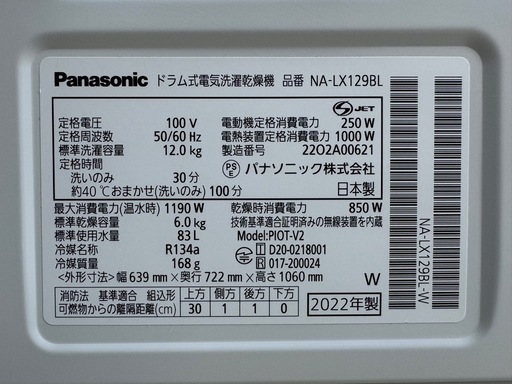 Panasonic ドラム式電気洗濯乾燥機 品番 NA-LX129BL
定格電圧 100 V
定格周波数 50/60 Hz
標準洗濯容量 12.0kg
定格時間
洗いのみ 30分
約40℃おまかせ(洗いのみ) 100分
S JET
電動機定格消費電力 250 W
電熱装置定格消費電力 1000 W
製造番号 22O2A00621
PSE パナソニック株式会社
日本製
最大消費電力(温水時) 1190 W
標準乾燥容量 6.0kg
標準使用水量 83L
冷媒名称 R134a
冷媒質量 168g
乾燥時消費電力 850 W
技術基準適合証明済みの無線装置を内蔵
Model:PIOT-V2
T D20-0218001
R 017-200024
<外形寸法> 幅 639 mm×奥行 722 mm×高さ 1060 mm W
消防法 基準適合 組込形 上方 側方 後方 下方
可燃物からの離隔距離(cm) 30 1 1 0
2022年製
NA-LX129BL-W